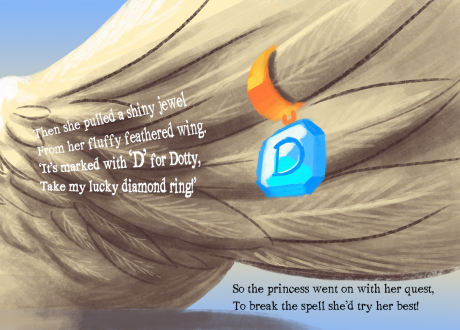 Then she pulled a shiny jewel
From her fluffy feathered wing.
‘It’s marked with ‘D’ for Dotty,
Take my lucky diamond ring!’
D
So the princess went on with her quest,
To break the spell she’d try her best!